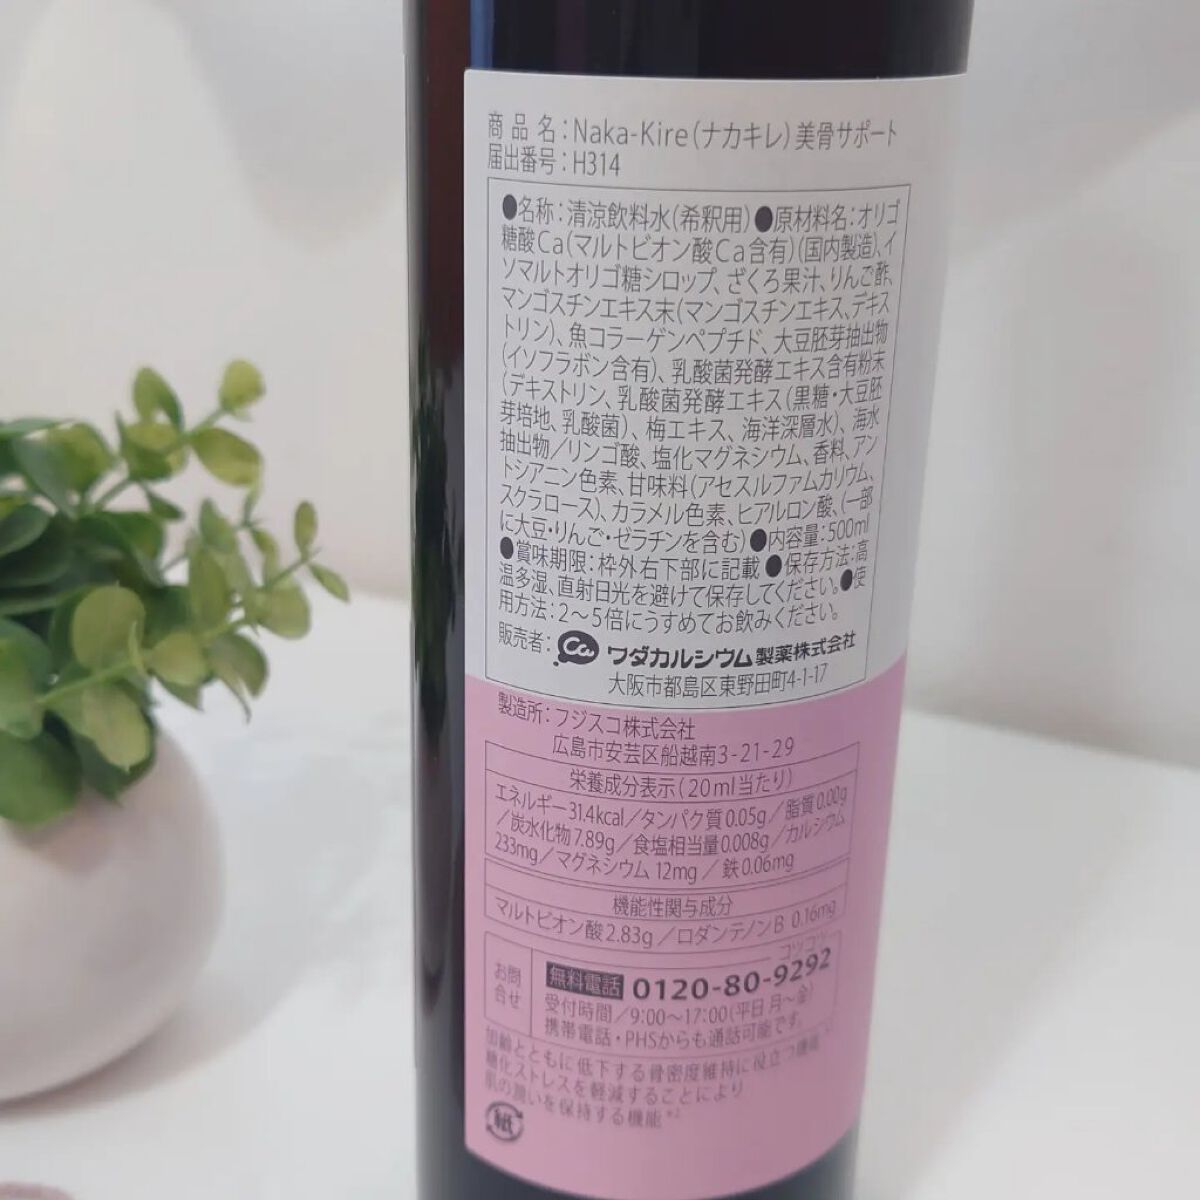 商品名：Naka-Kire（ナカキレ）美骨サポート
届出番号：H314
●名称：清涼飲料水（希釈用）●原材料名：オリゴ
糖酸Ca（マルトビオン酸Ca含有）（国内製造）、イ
ソマルトオリゴ糖シロップ、ざくろ果汁、りんご酢、
マンゴスチンエキス末（マンゴスチンエキス、デキス
トリン）、魚コラーゲンペプチド、大豆胚芽抽出物
（イソフラボン含有）、乳酸菌発酵エキス含有粉末
（デキストリン、乳酸菌発酵エキス（黒糖・大豆胚
芽培地、乳酸菌）、梅エキス、海洋深層水）、海水
抽出物／リンゴ酸、塩化マグネシウム、香料、アン
トシアニン色素、甘味料（アセスルファムカリウム、
スクラロース）、カラメル色素、ヒアルロン酸、（一部
に大豆・りんご・ゼラチンを含む）●内容量：500ml
●賞味期限：枠外右下部に記載●保存方法：高
温多湿、直射日光を避けて保存してください。●使
用方法：2～5倍にうすめてお飲みください。
販売者： Ca ワダカルシウム製薬株式会社
大阪市都島区東野田町4-1-17
製造所：フジスコ株式会社
広島市安芸区船越南3-21-29
栄養成分表示（20ml当たり）
エネルギー31.4kcal／タンパク質0.05g／脂質0.00g
／炭水化物7.89g／食塩相当量0.008g／カルシウム
233mg／マグネシウム12mg／鉄0.06mg
機能性関与成分
マルトビオン酸2.83g／ロダンテノンB 0.16mg
お問合せ
コツコツ
無料電話 0120-80-9292
受付時間／9:00～17:00（平日 月～金）
携帯電話・PHSからも通話可能です。
加齢とともに低下する骨密度維持に役立つ機能
糖化ストレスを軽減することにより
肌の潤いを保持する機能※2
紙